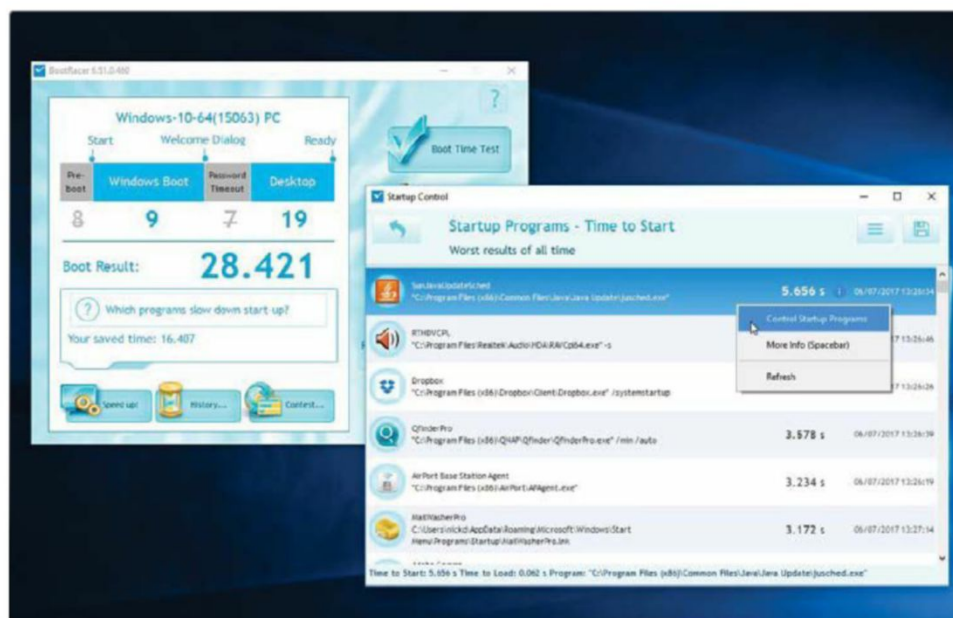 BootRacer 6.51.0.460
?
Windows-10-64(15063) PC
Start Welcome Dialog Ready
Pre-boot Windows Boot Password Timeout Desktop
8 9 7 19
Boot Result: 28.421
? Which programs slow down start up?
Your saved time: 16.407
Speed up! History... Contest...
Boot Time Test
Startup Control
Startup Programs - Time to Start
Worst results of all time
SunJavaUpdateSched
"C:\Program Files (x86)\Common Files\Java\Java Update\jusched.exe"
5.656 s 06/07/2017 13:26:34
Control Startup Programs
More Info (Spacebar)
Refresh
RTHDVCPL
"C:\Program Files\Realtek\Audio\HDA\RAVCpl64.exe" -s
17 13:26:46
Dropbox
"C:\Program Files (x86)\Dropbox\Client\Dropbox.exe" /systemstartup
17 13:26:26
QfinderPro
"C:\Program Files (x86)\QNAP\Qfinder\QfinderPro.exe" /min /auto
3.578 s 06/07/2017 13:26:39
AirPort Base Station Agent
"C:\Program Files (x86)\AirPort\APAgent.exe"
3.234 s 06/07/2017 13:26:19
MailWasherPro
C:\Users\nickd\AppData\Roaming\Microsoft\Windows\Start
Menu\Programs\Startup\MailWasherPro.lnk
3.172 s 06/07/2017 13:27:14
Time to Start: 5.656 s Time to Load: 0.062 s Program: "C:\Program Files (x86)\Common Files\Java\Java Update\jusched.exe"